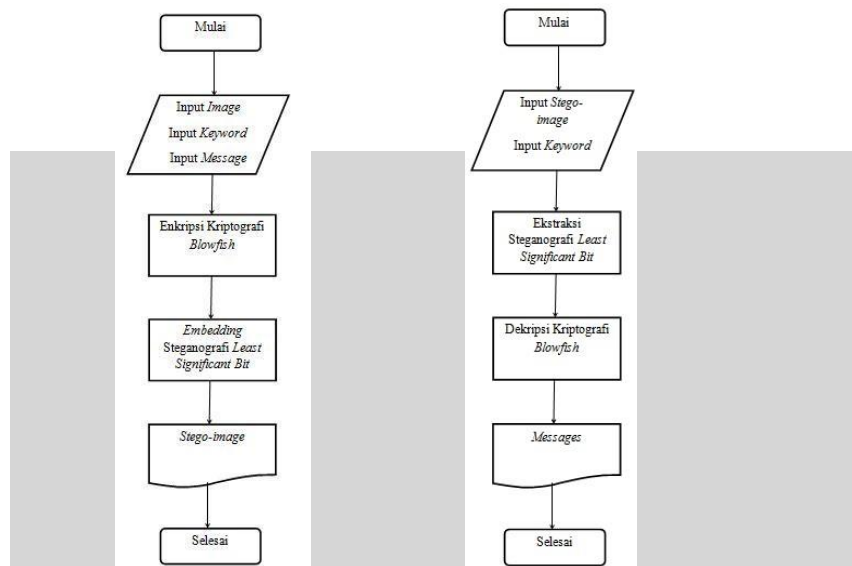 Mulai
Input Image
Input Keyword
Input Message
Enkripsi Kriptografi
Blowfish
Embedding
Steganografi Least
Significant Bit
Stego-image
Selesai
Mulai
Input Stego-
image
Input Keyword
Ekstraksi
Steganografi Least
Significant Bit
Dekripsi Kriptografi
Blowfish
Messages
Selesai